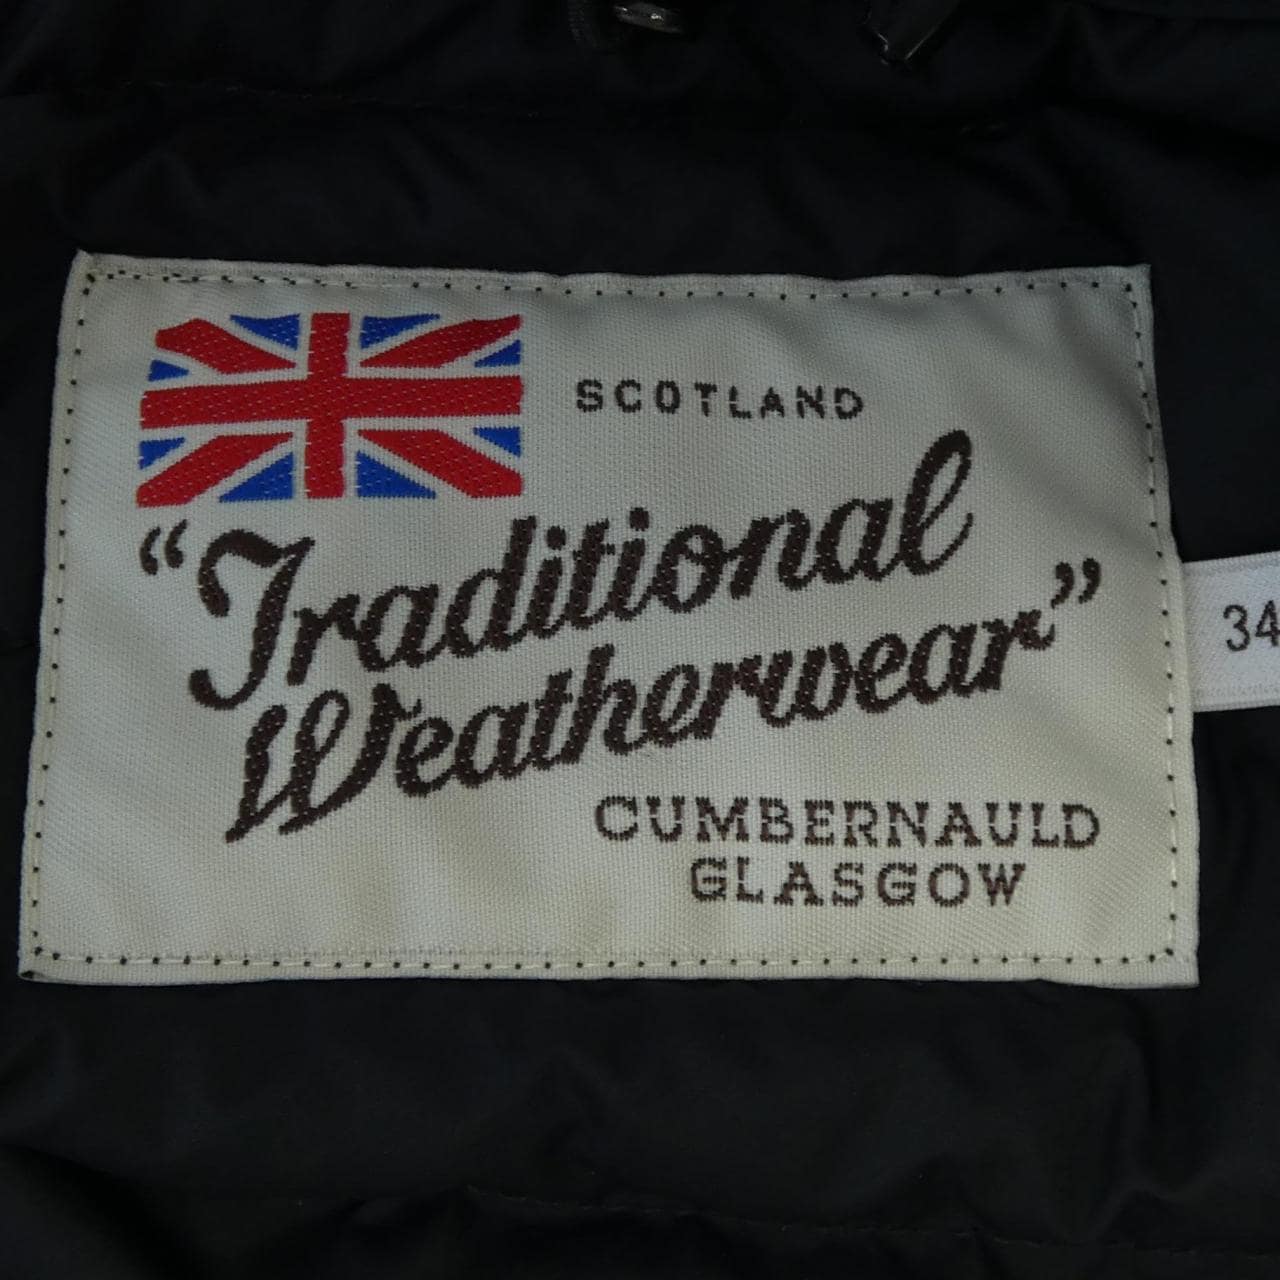 SCOTLAND
“Traditional
Weatherwear”
34
CUMBERNAULD
GLASGOW